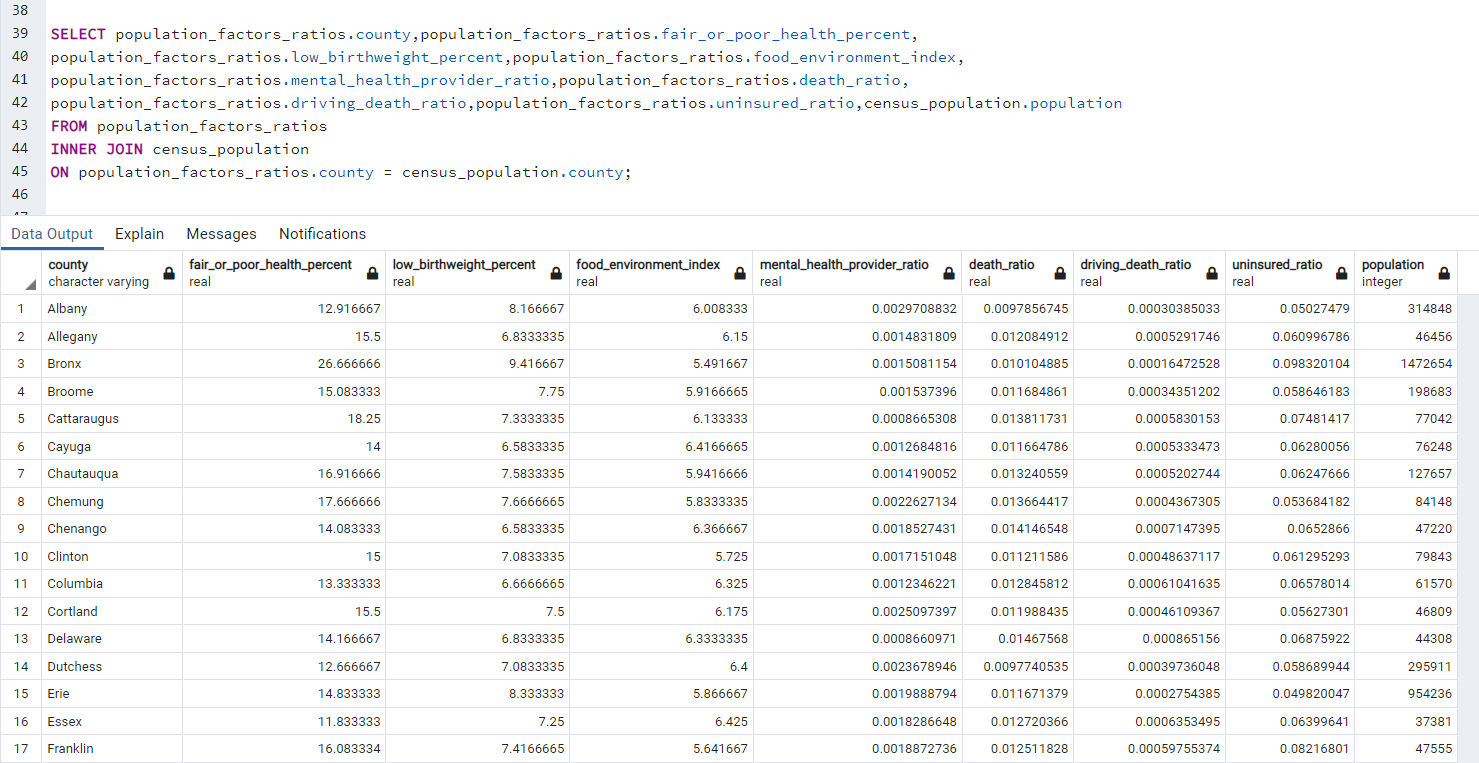 38
39 SELECT population_factors_ratios.county,population_factors_ratios.fair_or_poor_health_percent,
40 population_factors_ratios.low_birthweight_percent,population_factors_ratios.food_environment_index,
41 population_factors_ratios.mental_health_provider_ratio,population_factors_ratios.death_ratio,
42 population_factors_ratios.driving_death_ratio,population_factors_ratios.uninsured_ratio,census_population.population
43 FROM population_factors_ratios
44 INNER JOIN census_population
45 ON population_factors_ratios.county = census_population.county;
46
Data Output Explain Messages Notifications
county fair_or_poor_health_percent low_birthweight_percent food_environment_index mental_health_provider_ratio death_ratio driving_death_ratio uninsured_ratio population
character varying real real real real real real real integer
1 Albany 12.916667 8.166667 6.008333 0.0029708832 0.0097856745 0.00030385033 0.05027479 314848
2 Allegany 15.5 6.8333335 6.15 0.0014831809 0.012084912 0.0005291746 0.060996786 46456
3 Bronx 26.666666 9.416667 5.491667 0.0015081154 0.010104885 0.00016472528 0.098320104 1472654
4 Broome 15.083333 7.75 5.9166665 0.001537396 0.011684861 0.00034351202 0.058646183 198683
5 Cattaraugus 18.25 7.3333335 6.133333 0.0008665308 0.013811731 0.0005830153 0.07481417 77042
6 Cayuga 14 6.5833335 6.4166665 0.0012684816 0.011664786 0.0005333473 0.06280056 76248
7 Chautauqua 16.916666 7.5833335 5.9416666 0.0014190052 0.013240559 0.0005202744 0.06247666 127657
8 Chemung 17.666666 7.6666665 5.8333335 0.0022627134 0.013664417 0.0004367305 0.053684182 84148
9 Chenango 14.083333 6.5833335 6.366667 0.0018527431 0.014146548 0.0007147395 0.0652866 47220
10 Clinton 15 7.0833335 5.725 0.0017151048 0.011211586 0.00048637117 0.061295293 79843
11 Columbia 13.333333 6.6666665 6.325 0.0012346221 0.012845812 0.00061041635 0.06578014 61570
12 Cortland 15.5 7.5 6.175 0.0025097397 0.011988435 0.00046109367 0.05627301 46809
13 Delaware 14.166667 6.8333335 6.3333335 0.0008660971 0.01467568 0.000865156 0.06875922 44308
14 Dutchess 12.666667 7.0833335 6.4 0.0023678946 0.0097740535 0.00039736048 0.058689944 295911
15 Erie 14.833333 8.333333 5.866667 0.0019888794 0.011671379 0.0002754385 0.049820047 954236
16 Essex 11.833333 7.25 6.425 0.0018286648 0.012720366 0.0006353495 0.06399641 37381
17 Franklin 16.083334 7.4166665 5.641667 0.0018872736 0.012511828 0.00059755374 0.08216801 47555